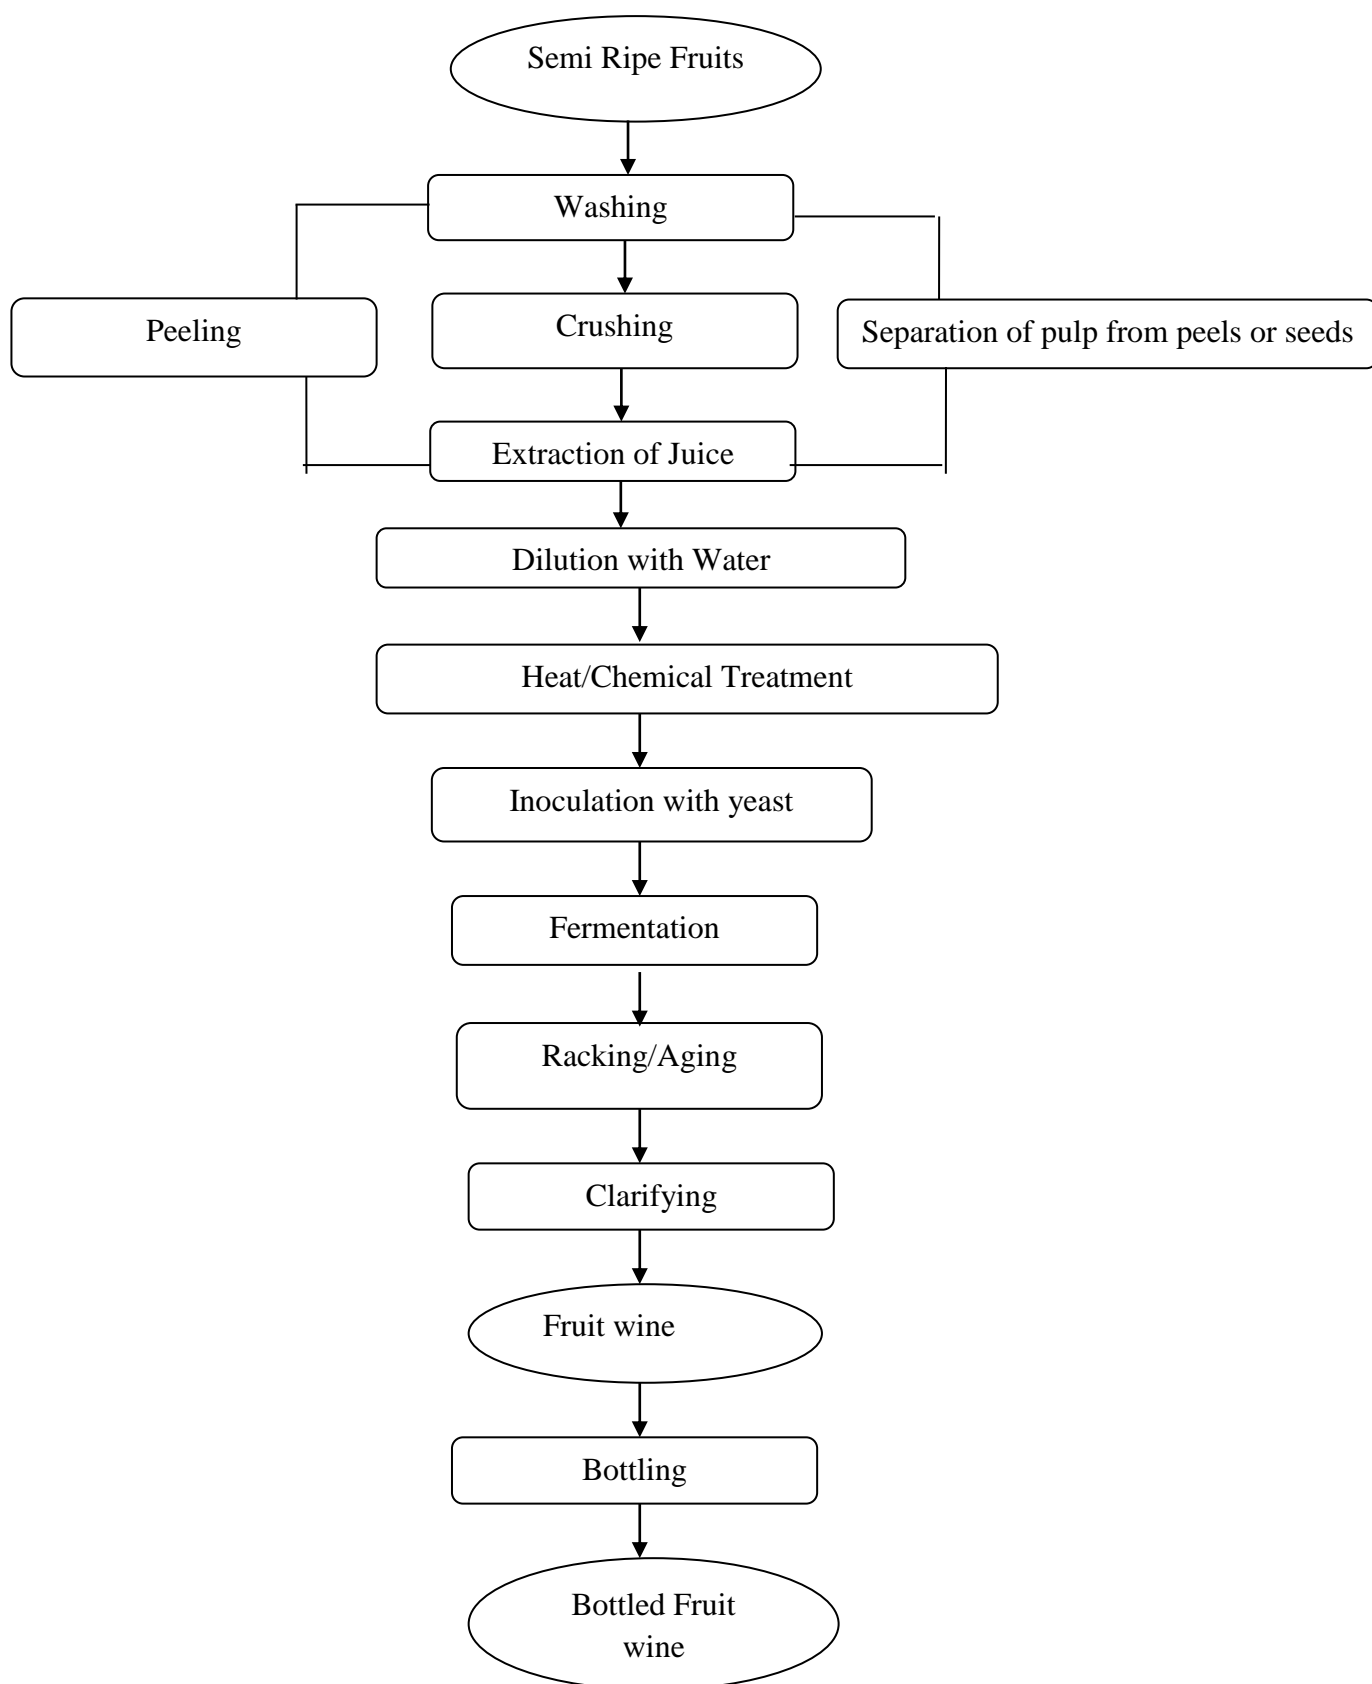 Semi Ripe Fruits
Washing
Peeling
Crushing
Separation of pulp from peels or seeds
Extraction of Juice
Dilution with Water
Heat/Chemical Treatment
Inoculation with yeast
Fermentation
Racking/Aging
Clarifying
Fruit wine
Bottling
Bottled Fruit
wine